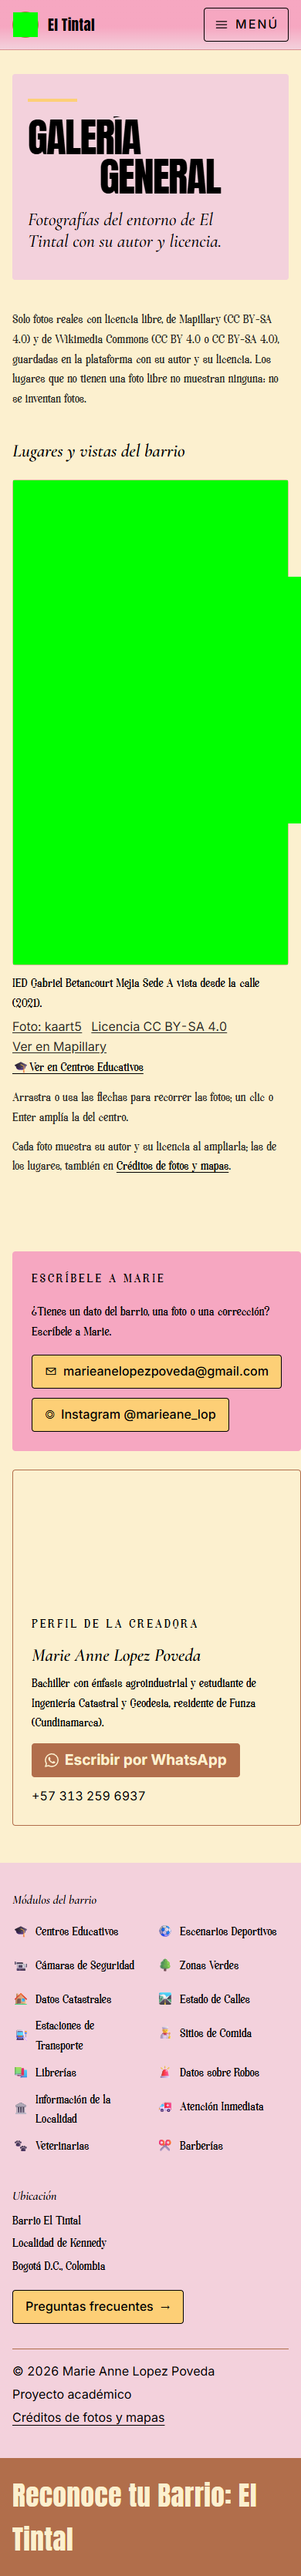 El Tintal
MENÚ
GALERÍA
GENERAL
Fotografías del entorno de El
Tintal con su autor y licencia.
Solo fotos reales con licencia libre, de Mapillary (CC BY-SA
4.0) y de Wikimedia Commons (CC BY 4.0 o CC BY-SA 4.0),
guardadas en la plataforma con su autor y su licencia. Los
lugares que no tienen una foto libre no muestran ninguna: no
se inventan fotos.
Lugares y vistas del barrio
IED Gabriel Betancourt Mejia Sede A vista desde la calle
(2021).
Foto: kaart5 Licencia CC BY-SA 4.0
Ver en Mapillary
Ver en Centros Educativos
Arrastra o usa las flechas para recorrer las fotos; un clic o
Enter amplía la del centro.
Cada foto muestra su autor y su licencia al ampliarla; las de
los lugares, también en Créditos de fotos y mapas.
ESCRÍBELE A MARIE
¿Tienes un dato del barrio, una foto o una corrección?
Escríbele a Marie.
marieanelopezpoveda@gmail.com
Instagram @marieane_lop
PERFIL DE LA CREADORA
Marie Anne Lopez Poveda
Bachiller con énfasis agroindustrial y estudiante de
Ingeniería Catastral y Geodesia, residente de Funza
(Cundinamarca).
Escribir por WhatsApp
+57 313 259 6937
Módulos del barrio
Centros Educativos
Escenarios Deportivos
Cámaras de Seguridad
Zonas Verdes
Datos Catastrales
Estado de Calles
Estaciones de
Transporte
Sitios de Comida
Librerías
Datos sobre Robos
Información de la
Localidad
Atención Inmediata
Veterinarias
Barberías
Ubicación
Barrio El Tintal
Localidad de Kennedy
Bogotá D.C., Colombia
Preguntas frecuentes →
© 2026 Marie Anne Lopez Poveda
Proyecto académico
Créditos de fotos y mapas
Reconoce tu Barrio: El
Tintal